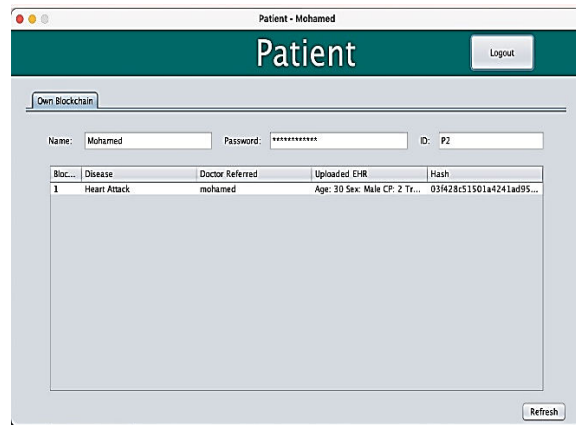 Patient - Mohamed
Patient
Logout
Own Blockchain
Name: Mohamed Password: ************ ID: P2
Bloc... Disease Doctor Referred Uploaded EHR Hash
1 Heart Attack mohamed Age: 30 Sex: Male CP: 2 Tr... 03f428c51501a4241ad95...
Refresh